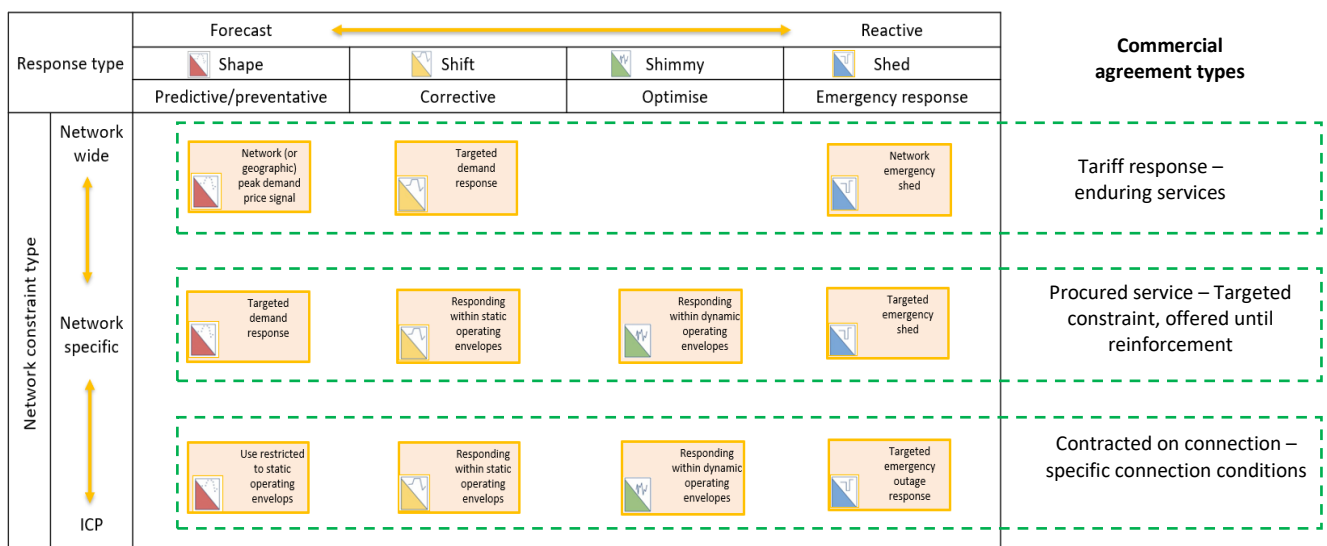 Forecast
Reactive
Commercial
agreement types
Response type
Shape
Shift
Shimmy
Shed
Predictive/preventative
Corrective
Optimise
Emergency response
Network constraint type
Network
wide
Network (or
geographic)
peak demand
price signal
Targeted
demand
response
Network
emergency
shed
Tariff response –
enduring services
Network
specific
Targeted
demand
response
Responding
within static
operating
envelopes
Responding
within dynamic
operating
envelopes
Targeted
emergency
shed
Procured service – Targeted
constraint, offered until
reinforcement
ICP
Use restricted
to static
operating
envelops
Responding
within static
operating
envelops
Responding
within dynamic
operating
envelopes
Targeted
emergency
outage
response
Contracted on connection –
specific connection conditions